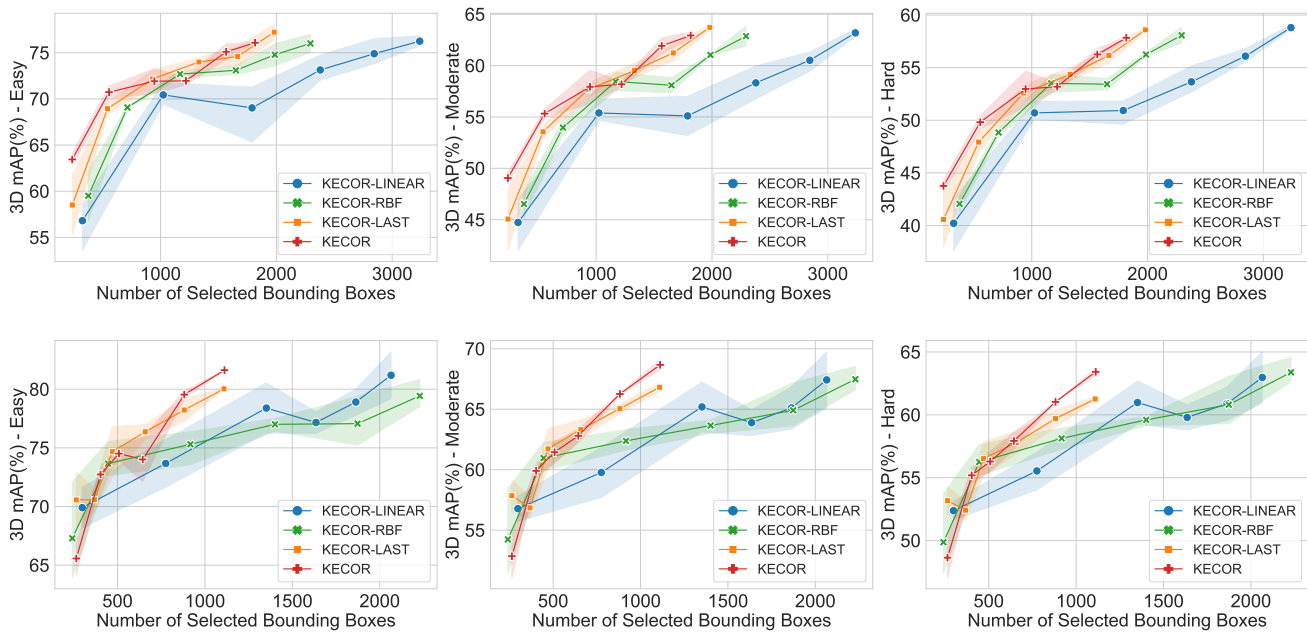 3D mAP(%) - Easy
75
70
65
60
55
1000
2000
3000
Number of Selected Bounding Boxes
KECOR-LINEAR
KECOR-RBF
KECOR-LAST
KECOR
3D mAP(%) - Moderate
65
60
55
50
45
1000
2000
3000
Number of Selected Bounding Boxes
KECOR-LINEAR
KECOR-RBF
KECOR-LAST
KECOR
3D mAP(%) - Hard
60
55
50
45
40
1000
2000
3000
Number of Selected Bounding Boxes
KECOR-LINEAR
KECOR-RBF
KECOR-LAST
KECOR
3D mAP(%) - Easy
80
75
70
65
500
1000
1500
2000
Number of Selected Bounding Boxes
KECOR-LINEAR
KECOR-RBF
KECOR-LAST
KECOR
3D mAP(%) - Moderate
70
65
60
55
500
1000
1500
2000
Number of Selected Bounding Boxes
KECOR-LINEAR
KECOR-RBF
KECOR-LAST
KECOR
3D mAP(%) - Hard
65
60
55
50
500
1000
1500
2000
Number of Selected Bounding Boxes
KECOR-LINEAR
KECOR-RBF
KECOR-LAST
KECOR